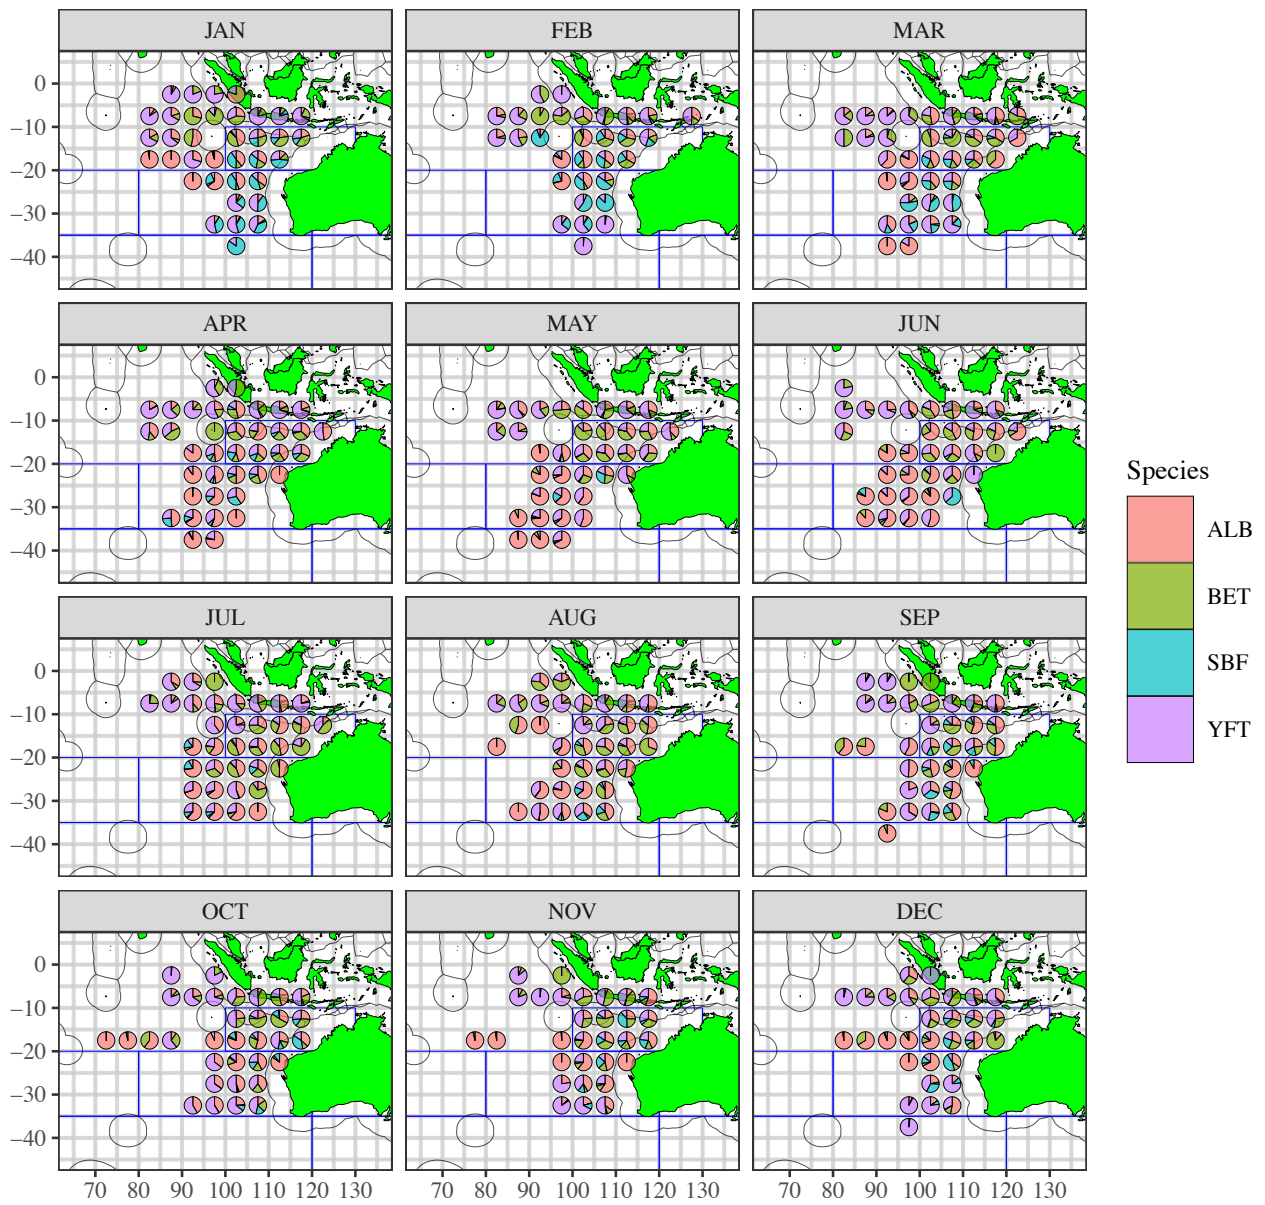 JAN FEB MAR
0
−10
−20
−30
−40
APR MAY JUN
0
−10
−20
−30
−40
Species
ALB
BET
SBF
YFT
JUL AUG SEP
0
−10
−20
−30
−40
OCT NOV DEC
0
−10
−20
−30
−40
70 80 90 100 110 120 130 70 80 90 100 110 120 130 70 80 90 100 110 120 130